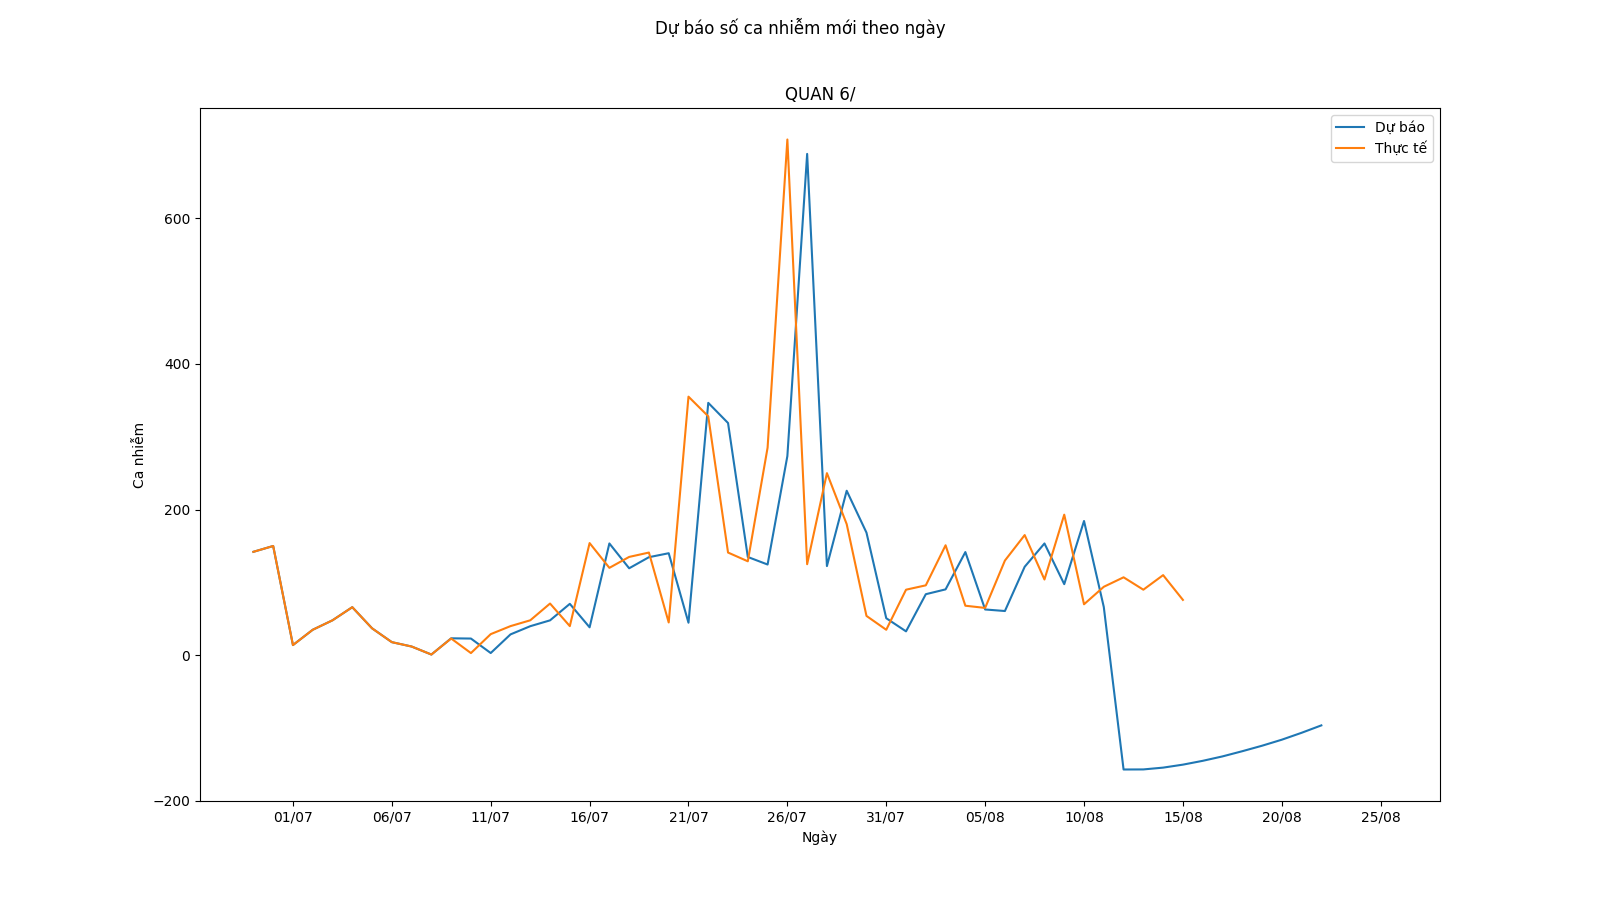 Dự báo số ca nhiễm mới theo ngày
QUAN 6/
Dự báo
Thực tế
Ca nhiễm
600
400
200
0
−200
01/07 06/07 11/07 16/07 21/07 26/07 31/07 05/08 10/08 15/08 20/08 25/08
Ngày